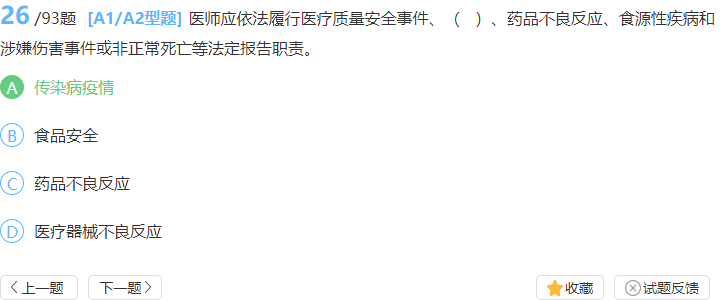 26/93题 [A1/A2型题] 医师应依法履行医疗质量安全事件、（ ）、药品不良反应、食源性疾病和
涉嫌伤害事件或非正常死亡等法定报告职责。
A 传染病疫情
B 食品安全
C 药品不良反应
D 医疗器械不良反应
上一题 下一题 收藏 试题反馈